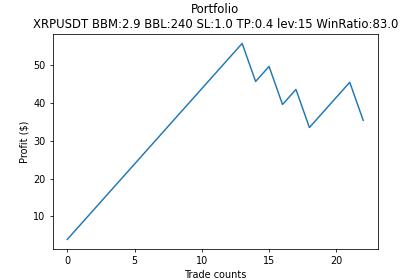 Portfolio
XRPUSDT BBM:2.9 BBL:240 SL:1.0 TP:0.4 lev:15 WinRatio:83.0
50
40
30
20
10
Profit ($)
0 5 10 15 20
Trade counts